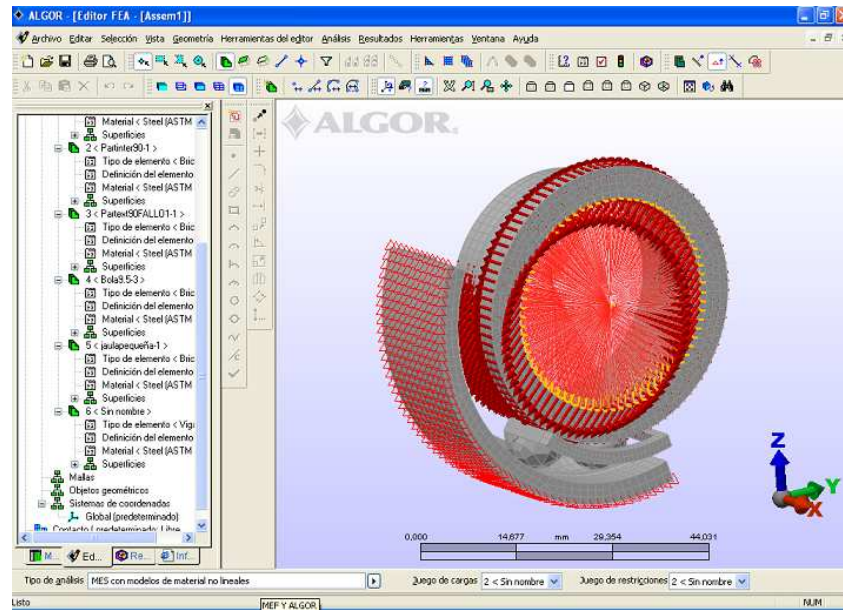 ALGOR - [Editor FEA - [Assem1]]
Archivo Editar Selección Vista Geometría Herramientas del editor Análisis Resultados Herramientas Ventana Ayuda
ALGOR.
Material < Steel (ASTM
Superficies
2 < Partinter90-1 >
Tipo de elemento < Bric
Definición del elemento
Material < Steel (ASTM
Superficies
3 < Partext90FALLO1-1 >
Tipo de elemento < Bric
Definición del elemento
Material < Steel (ASTM
Superficies
4 < Bola9.5-3 >
Tipo de elemento < Bric
Definición del elemento
Material < Steel (ASTM
Superficies
5 < jaulapequeña-1 >
Tipo de elemento < Bric
Definición del elemento
Material < Steel (ASTM
Superficies
6 < Sin nombre >
Tipo de elemento < Viga
Definición del elemento
Material < Steel (ASTM
Superficies
Mallas
Objetos geométricos
Sistemas de coordenadas
Global (predeterminado)
Contacto ( predeterminado: Libre
Z
Y
X
0,000 14,677 mm 29,354 44,031
M... Ed... Re... Inf...
Tipo de análisis MES con modelos de material no lineales Juego de cargas 2 < Sin nombre Juego de restricciones 2 < Sin nombre
Listo MEF Y ALGOR NUM